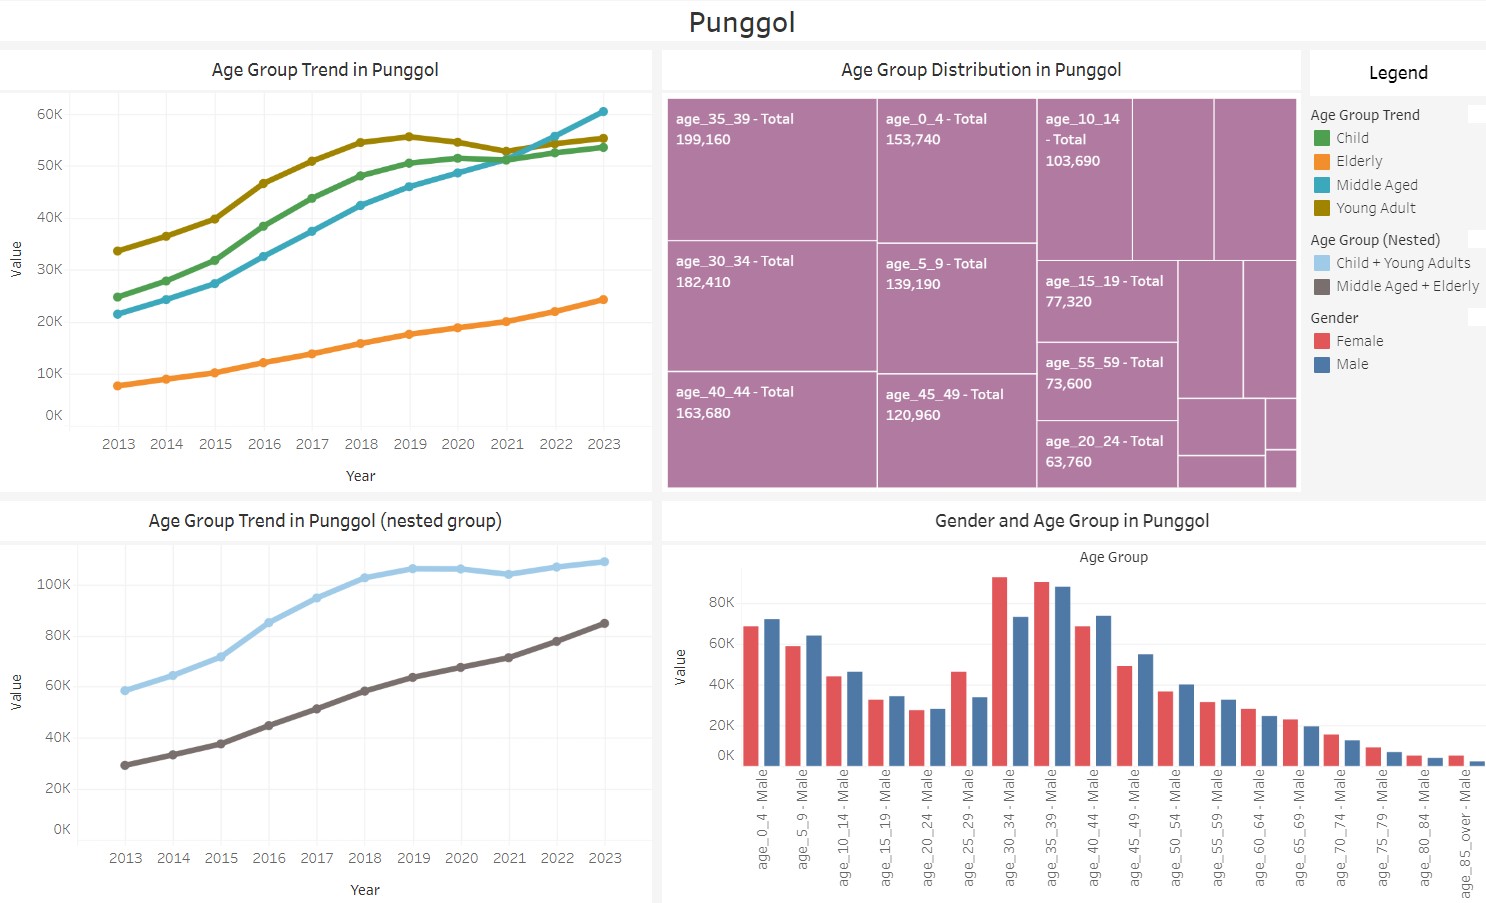 Punggol
Age Group Trend in Punggol
60K
50K
40K
30K
20K
10K
0K
Value
2013 2014 2015 2016 2017 2018 2019 2020 2021 2022 2023
Year
Age Group Distribution in Punggol
age_35_39 - Total
199,160
age_30_34 - Total
182,410
age_40_44 - Total
163,680
age_0_4 - Total
153,740
age_5_9 - Total
139,190
age_45_49 - Total
120,960
age_10_14
- Total
103,690
age_15_19 - Total
77,320
age_55_59 - Total
73,600
age_20_24 - Total
63,760
Legend
Age Group Trend
Child
Elderly
Middle Aged
Young Adult
Age Group (Nested)
Child + Young Adults
Middle Aged + Elderly
Gender
Female
Male
Age Group Trend in Punggol (nested group)
100K
80K
60K
40K
20K
0K
Value
2013 2014 2015 2016 2017 2018 2019 2020 2021 2022 2023
Year
Gender and Age Group in Punggol
Age Group
80K
60K
40K
20K
0K
Value
age_0_4 - Male
age_5_9 - Male
age_10_14 - Male
age_15_19 - Male
age_20_24 - Male
age_25_29 - Male
age_30_34 - Male
age_35_39 - Male
age_40_44 - Male
age_45_49 - Male
age_50_54 - Male
age_55_59 - Male
age_60_64 - Male
age_65_69 - Male
age_70_74 - Male
age_75_79 - Male
age_80_84 - Male
age_85_over - Male